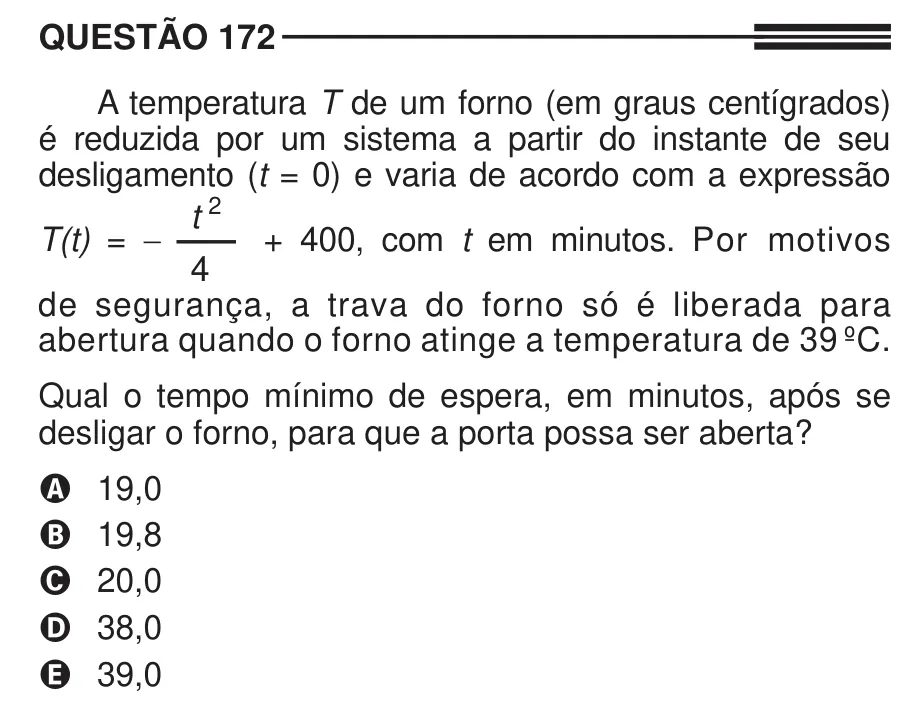 QUESTÃO 172
A temperatura T de um forno (em graus centígrados)
é reduzida por um sistema a partir do instante de seu
desligamento (t = 0) e varia de acordo com a expressão
T(t) = – t²/4 + 400, com t em minutos. Por motivos
de segurança, a trava do forno só é liberada para
abertura quando o forno atinge a temperatura de 39 ºC.
Qual o tempo mínimo de espera, em minutos, após se
desligar o forno, para que a porta possa ser aberta?
A 19,0
B 19,8
C 20,0
D 38,0
E 39,0